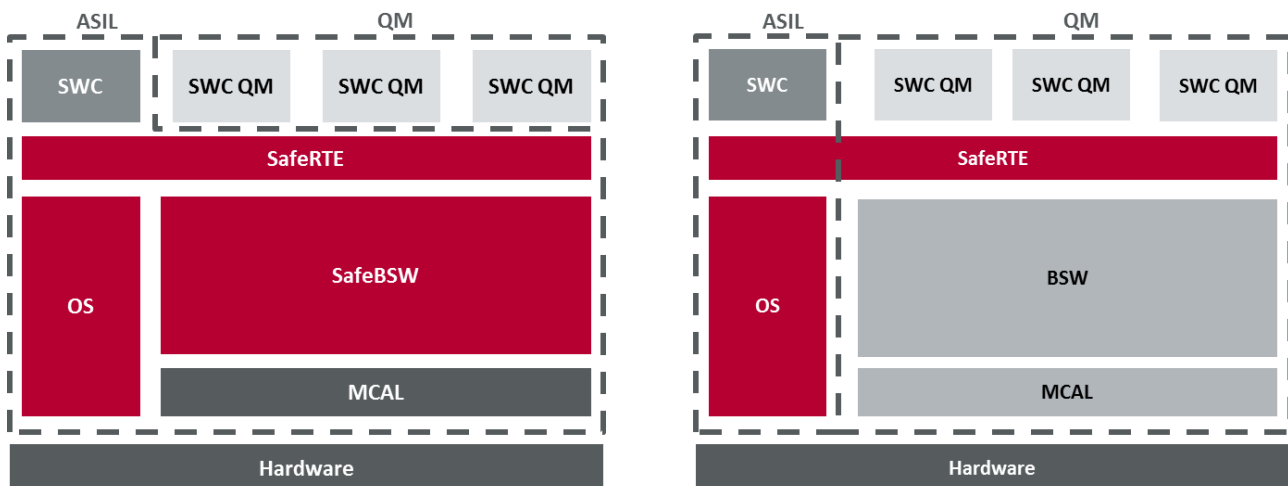 ASIL
QM
SWC
SWC QM
SWC QM
SWC QM
SafeRTE
OS
SafeBSW
MCAL
Hardware
ASIL
QM
SWC
SWC QM
SWC QM
SWC QM
SafeRTE
OS
BSW
MCAL
Hardware